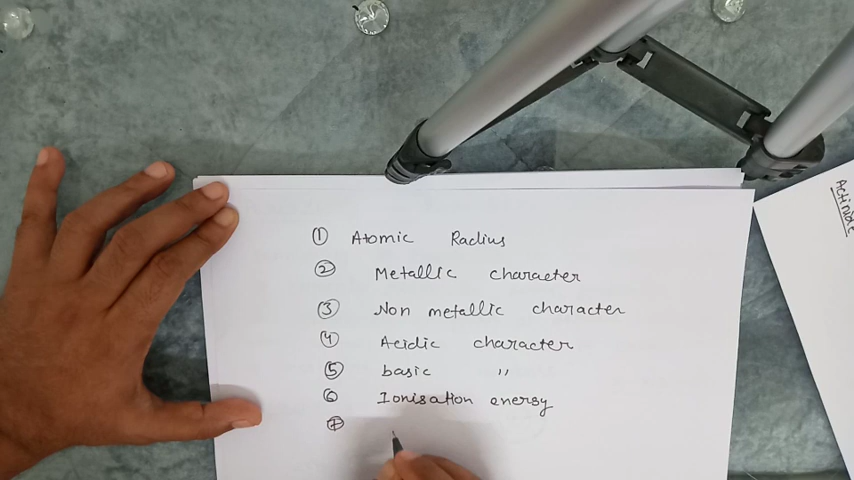 ① Atomic Radius
② Metallic character
③ Non metallic character
④ Acidic character
⑤ basic "
⑥ Ionisation energy
⑦